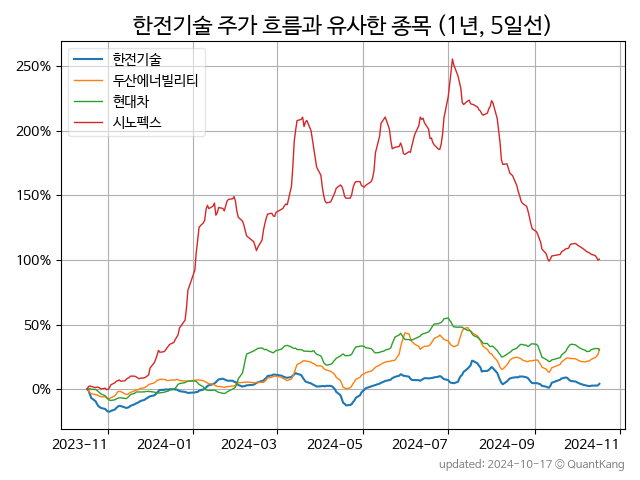 한전기술 주가 흐름과 유사한 종목 (1년, 5일선)
한전기술
두산에너빌리티
현대차
시노펙스
250%
200%
150%
100%
50%
0%
2023-11 2024-01 2024-03 2024-05 2024-07 2024-09 2024-11
updated: 2024-10-17 © QuantKang